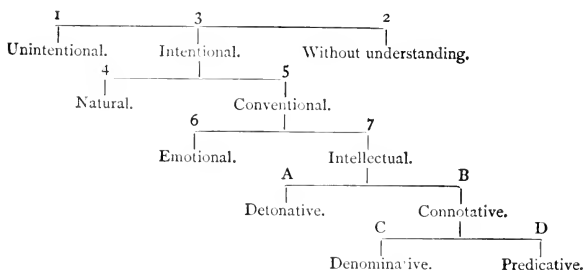 1 3 2
Unintentional. Intentional. Without understanding.
4 5
Natural. Conventional.
6 7
Emotional. Intellectual.
A B
Detonative. Connotative.
C D
Denomina·ive. Predicative.